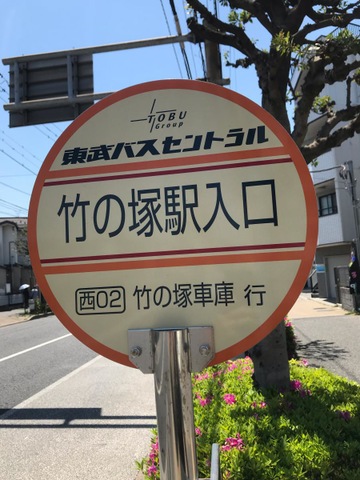 TOBU
Group
東武バスセントラル
竹の塚駅入口
西02 竹の塚車庫 行